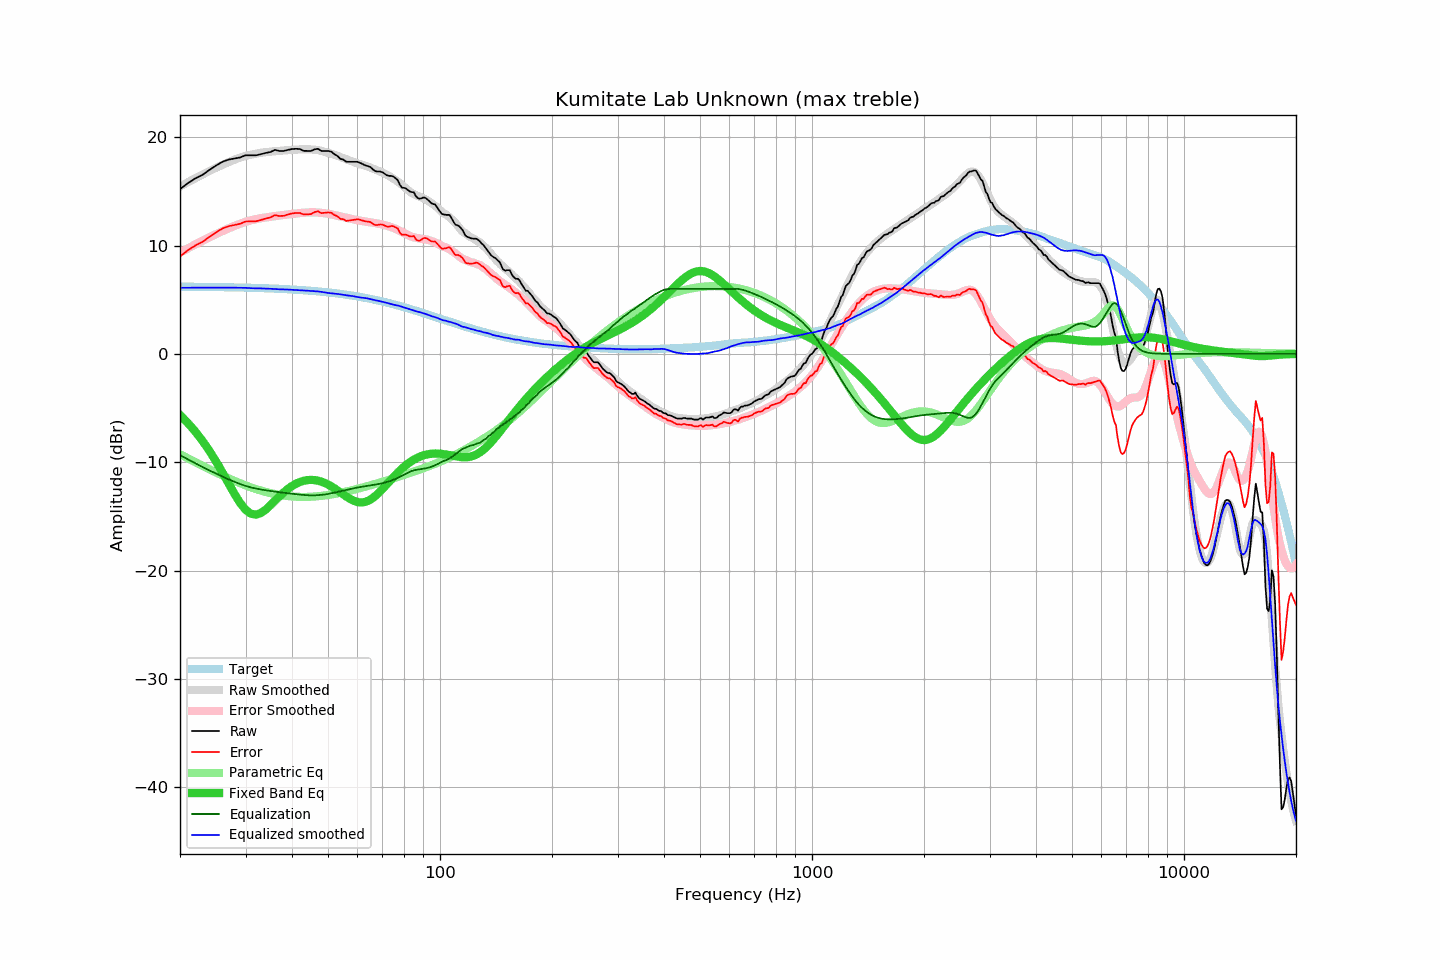 Kumitate Lab Unknown (max treble)
20
10
0
−10
−20
−30
−40
Amplitude (dBr)
Target
Raw Smoothed
Error Smoothed
Raw
Error
Parametric Eq
Fixed Band Eq
Equalization
Equalized smoothed
100
1000
10000
Frequency (Hz)